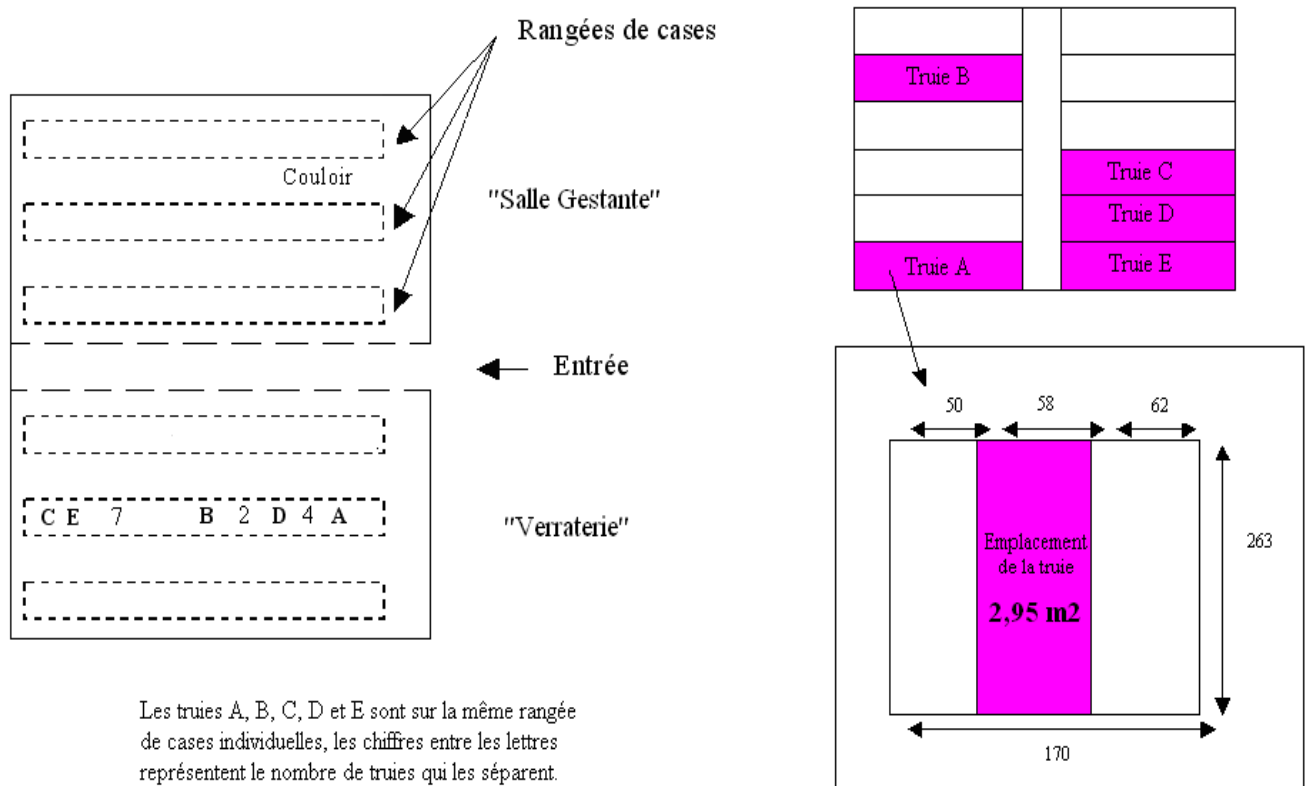 Rangées de cases
Couloir
"Salle Gestante"
Entrée
C E 7 B 2 D 4 A
"Verraterie"
Les truies A, B, C, D et E sont sur la même rangée
de cases individuelles, les chiffres entre les lettres
représentent le nombre de truies qui les séparent.
Truie B
Truie C
Truie D
Truie A
Truie E
50
58
62
Emplacement
de la truie
2,95 m2
263
170